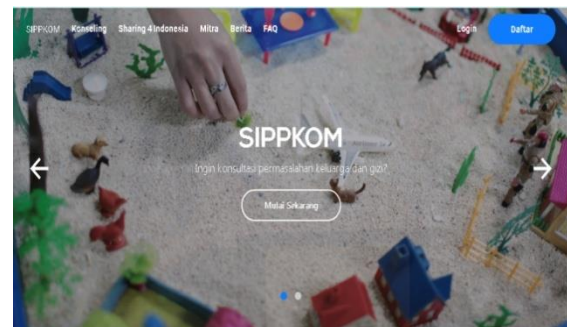 SIPPKOM Konseling Sharing 4 Indonesia Mitra Berita FAQ Login Daftar
SIPPKOM
Ingin konsultasi permasalahan keluarga dan gizi?
Mulai Sekarang